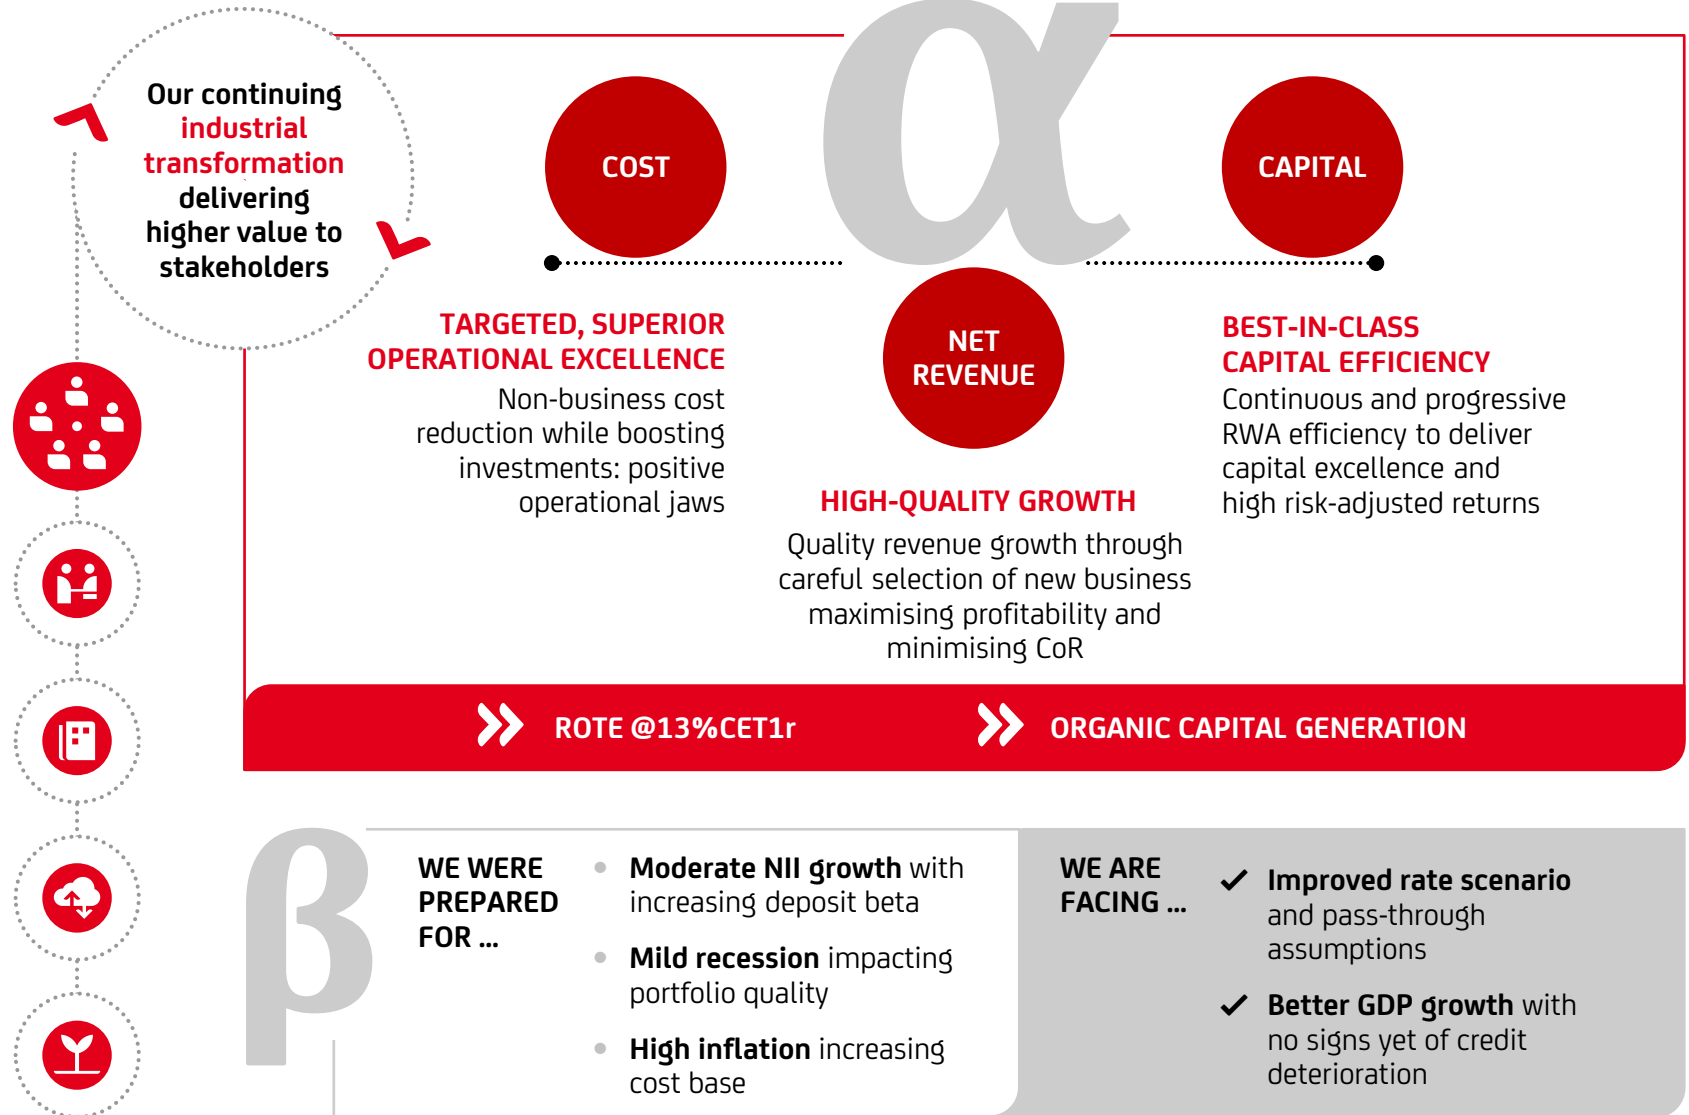 Our continuing
industrial
transformation
delivering
higher value to
stakeholders
α
COST
TARGETED, SUPERIOR
OPERATIONAL EXCELLENCE
Non-business cost
reduction while boosting
investments: positive
operational jaws
NET
REVENUE
HIGH-QUALITY GROWTH
Quality revenue growth through
careful selection of new business
maximising profitability and
minimising CoR
CAPITAL
BEST-IN-CLASS
CAPITAL EFFICIENCY
Continuous and progressive
RWA efficiency to deliver
capital excellence and
high risk-adjusted returns
ROTE @13%CET1r
ORGANIC CAPITAL GENERATION
β
WE WERE
PREPARED
FOR ...
• Moderate NII growth with
increasing deposit beta
• Mild recession impacting
portfolio quality
• High inflation increasing
cost base
WE ARE
FACING ...
✓ Improved rate scenario
and pass-through
assumptions
✓ Better GDP growth with
no signs yet of credit
deterioration